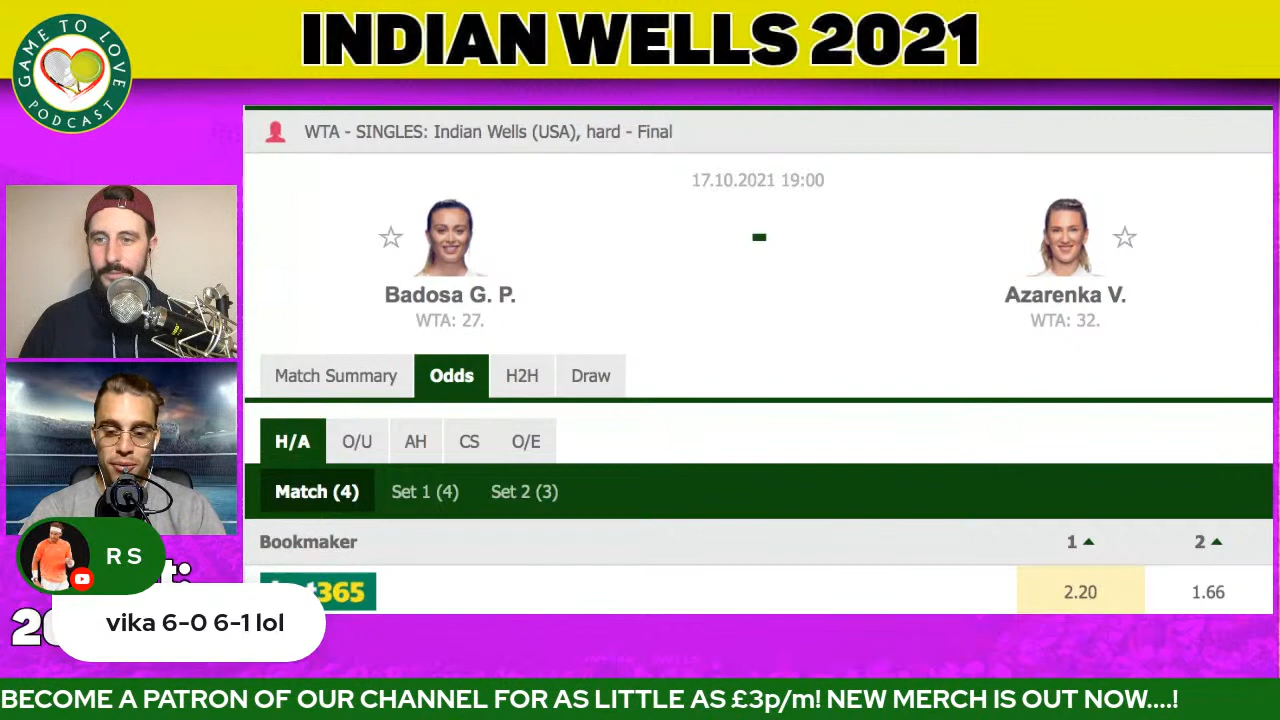 INDIAN WELLS 2021
GAME TO LOVE
PODCAST
WTA - SINGLES: Indian Wells (USA), hard - Final
17.10.2021 19:00
-
Badosa G. P.
Azarenka V.
WTA: 27.
WTA: 32.
Match Summary Odds H2H Draw
H/A O/U AH CS O/E
Match (4) Set 1 (4) Set 2 (3)
Bookmaker 1 2
365 2.20 1.66
R S
vika 6-0 6-1 lol
BECOME A PATRON OF OUR CHANNEL FOR AS LITTLE AS £3p/m! NEW MERCH IS OUT NOW....!